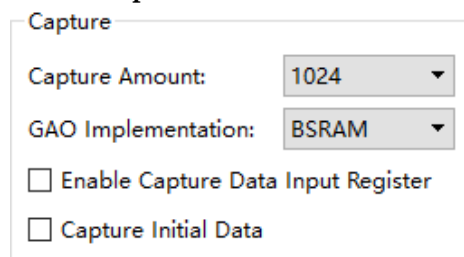 Capture
Capture Amount: 1024
GAO Implementation: BSRAM
Enable Capture Data Input Register
Capture Initial Data